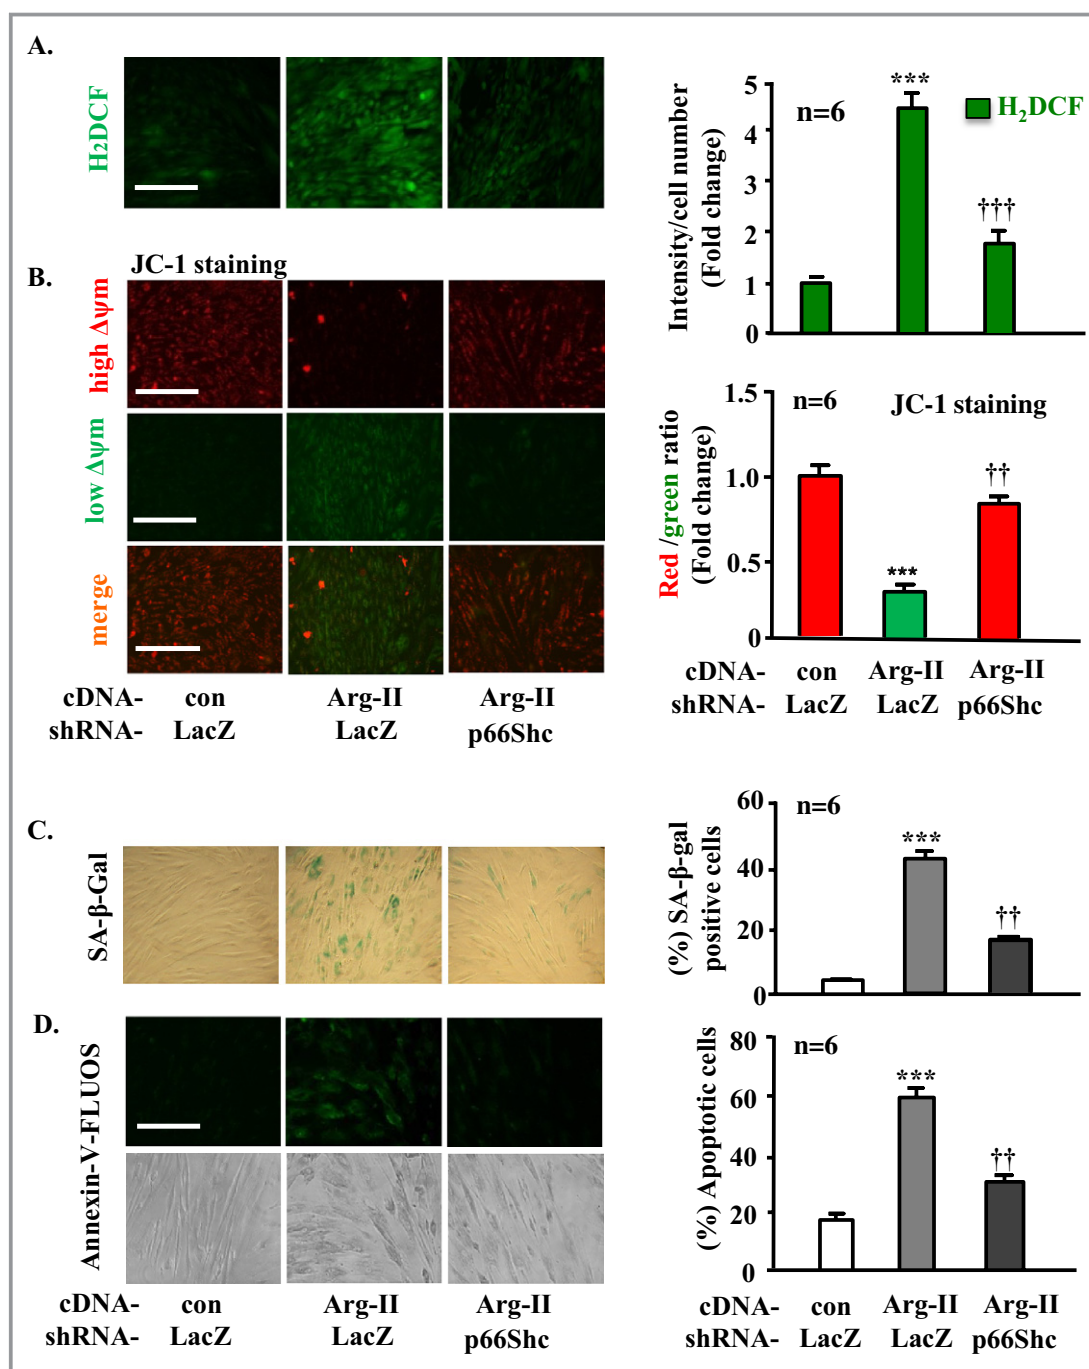 A.
H2DCF
n=6
H2DCF
Intensity/cell number
(Fold change)
5
4
3
2
1
0
***
†††
B.
JC-1 staining
high Δψm
low Δψm
merge
cDNA- con Arg-II Arg-II
shRNA- LacZ LacZ p66Shc
n=6
JC-1 staining
Red /green ratio
(Fold change)
1.5
1.0
0.5
0
***
††
cDNA- con Arg-II Arg-II
shRNA- LacZ LacZ p66Shc
C.
SA-β-Gal
n=6
(%) SA-β-gal
positive cells
60
40
20
0
***
††
D.
Annexin-V-FLUOS
cDNA- con Arg-II Arg-II
shRNA- LacZ LacZ p66Shc
n=6
(%) Apoptotic cells
80
60
40
20
0
***
††
cDNA- con Arg-II Arg-II
shRNA- LacZ LacZ p66Shc